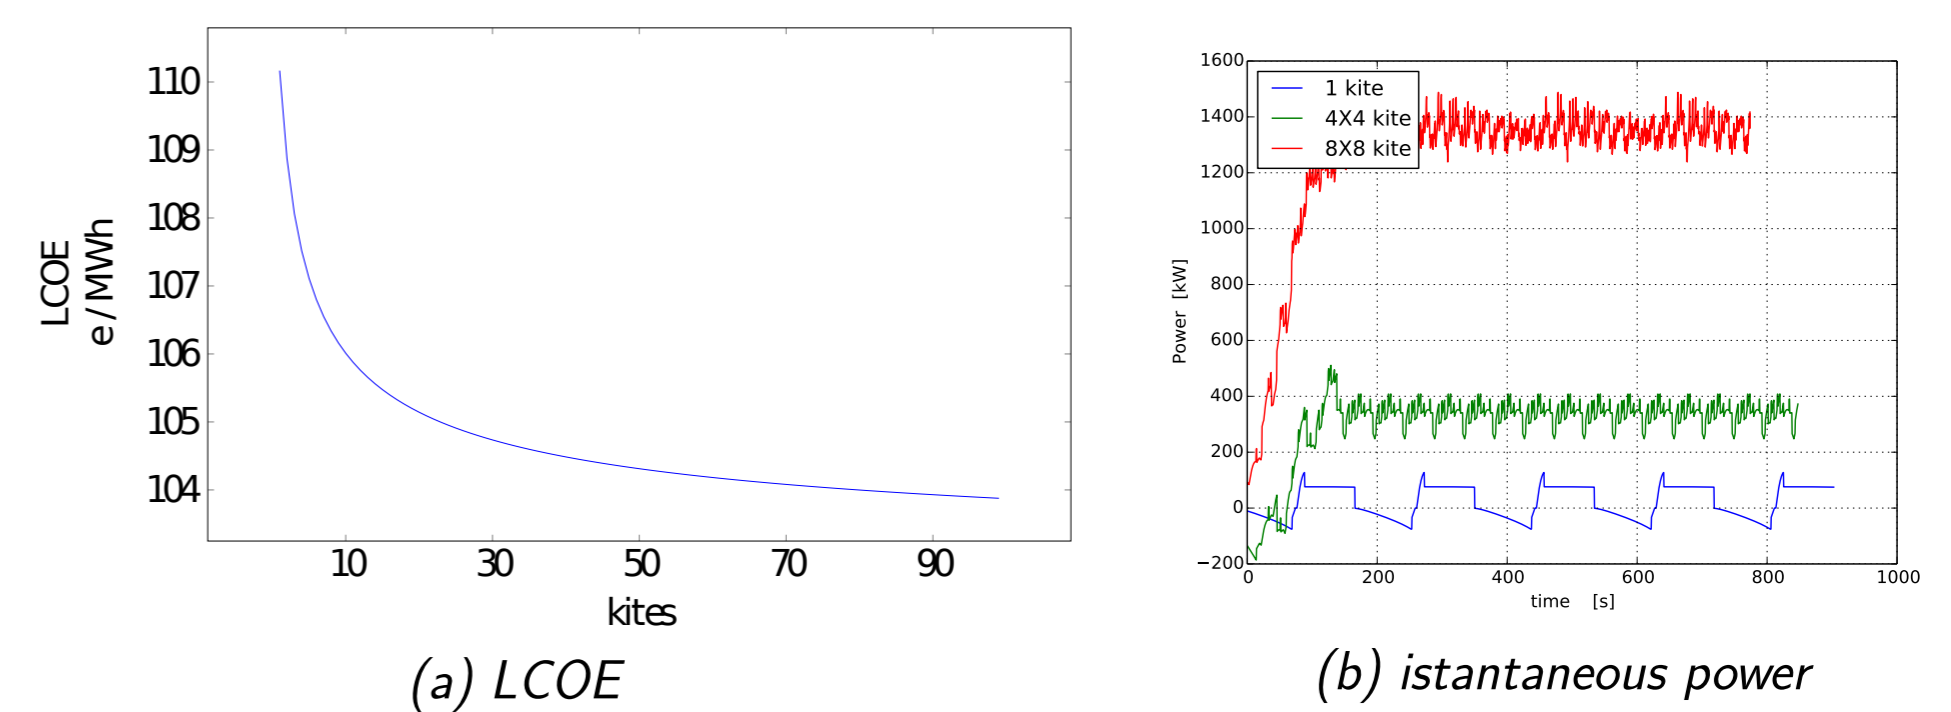 110
109
108
107
106
105
104
LCOE
e/MWh
10 30 50 70 90
kites
(a) LCOE
1600
1400
1200
1000
800
600
400
200
0
−200
Power [kW]
1 kite
4X4 kite
8X8 kite
0 200 400 600 800 1000
time [s]
(b) istantaneous power